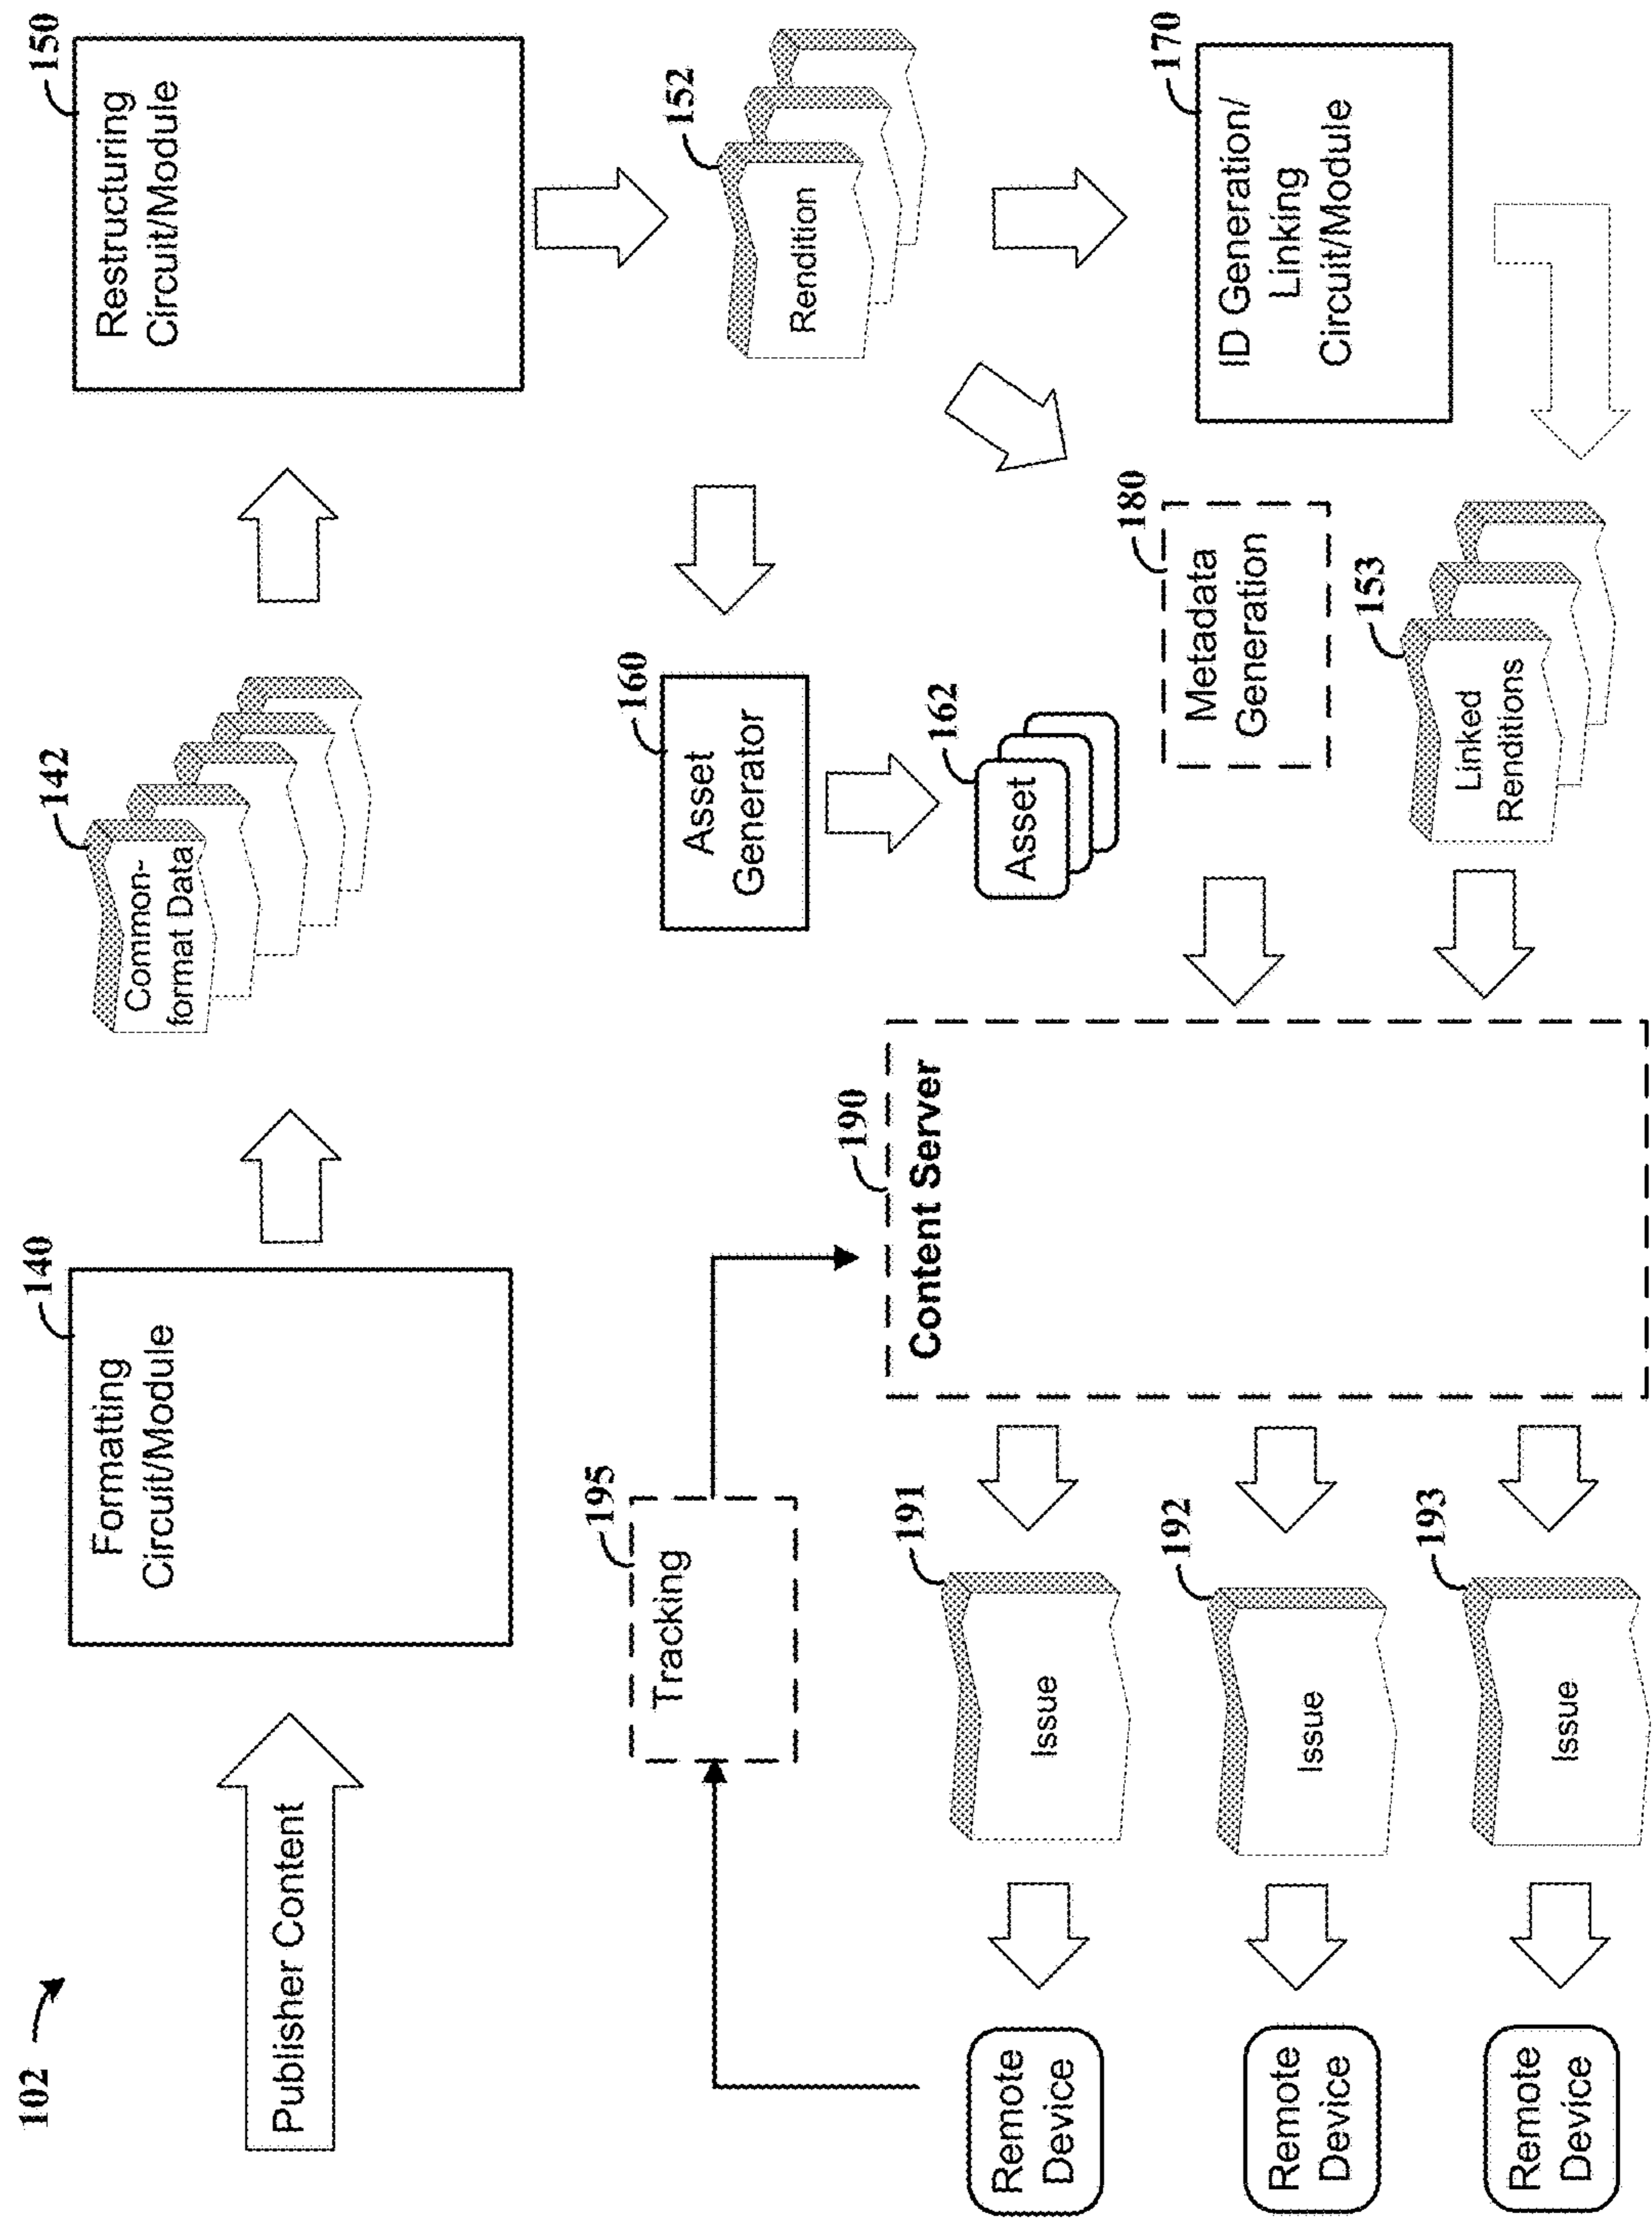 102
Publisher Content
140
Formatting
Circuit/Module
142
Common-
format Data
150
Restructuring
Circuit/Module
195
Tracking
160
Asset
Generator
152
Rendition
162
Asset
190
Content Server
180
Metadata
Generation
170
ID Generation/
Linking
Circuit/Module
153
Linked
Renditions
191
Issue
Remote
Device
192
Issue
Remote
Device
193
Issue
Remote
Device